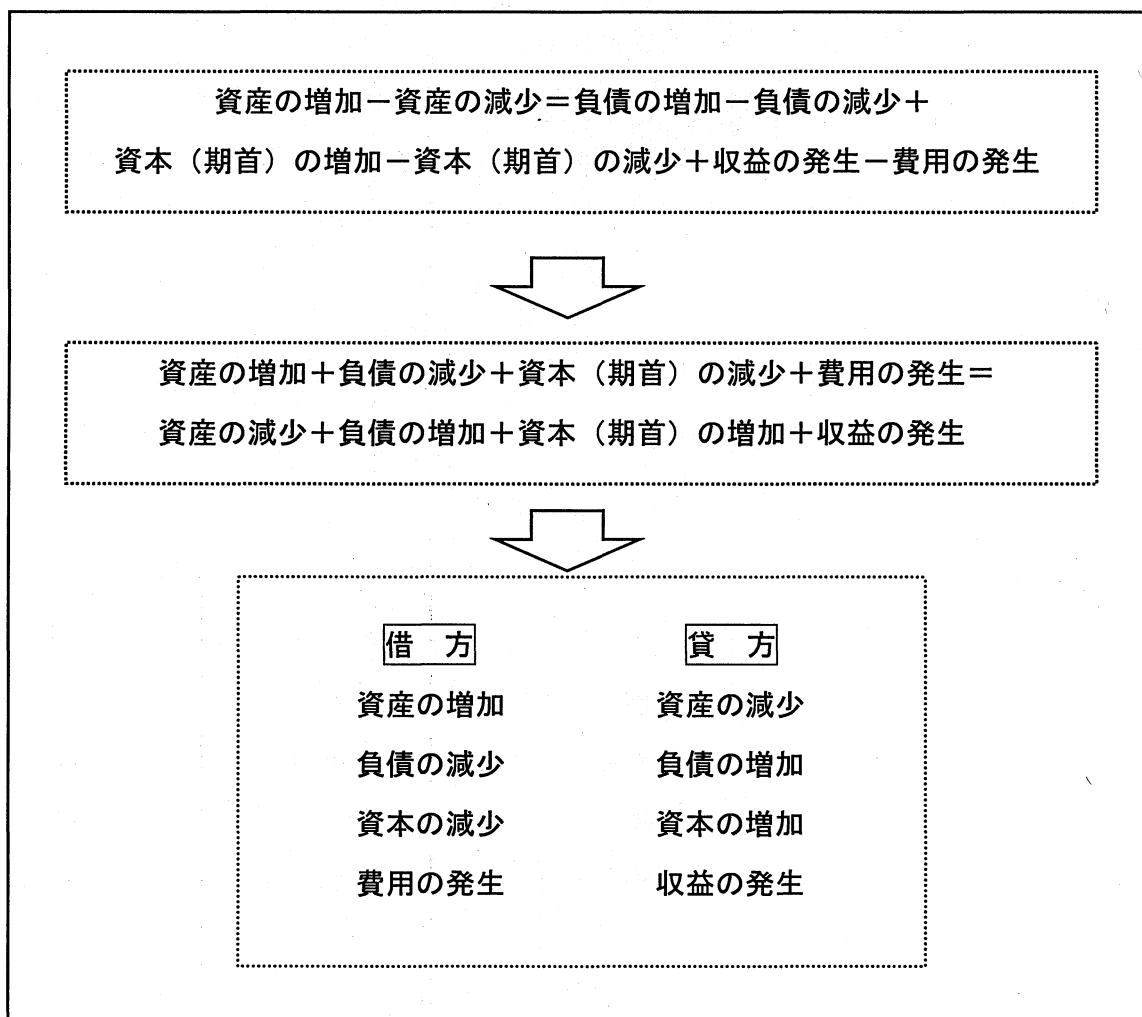 資産の増加－資産の減少＝負債の増加－負債の減少＋
資本（期首）の増加－資本（期首）の減少＋収益の発生－費用の発生
資産の増加＋負債の減少＋資本（期首）の減少＋費用の発生＝
資産の減少＋負債の増加＋資本（期首）の増加＋収益の発生
借　方　貸　方
資産の増加　資産の減少
負債の減少　負債の増加
資本の減少　資本の増加
費用の発生　収益の発生